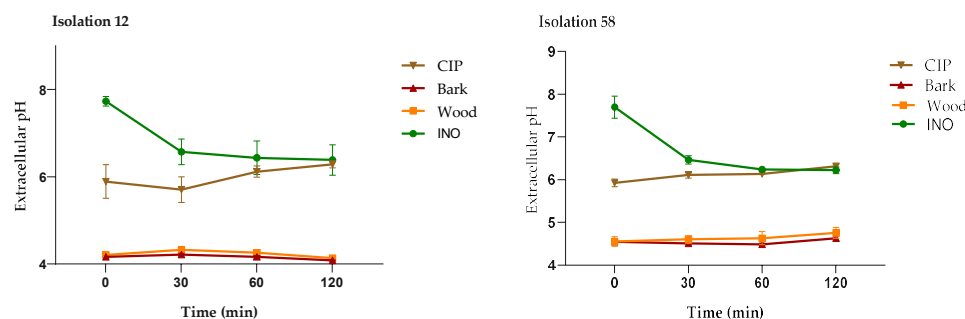 Isolation 12
Extracellular pH
8
6
4
0 30 60 120
Time (min)
CIP
Bark
Wood
INO
Isolation 58
Extracellular pH
9
8
7
6
5
4
0 30 60 120
Time (min)
CIP
Bark
Wood
INO